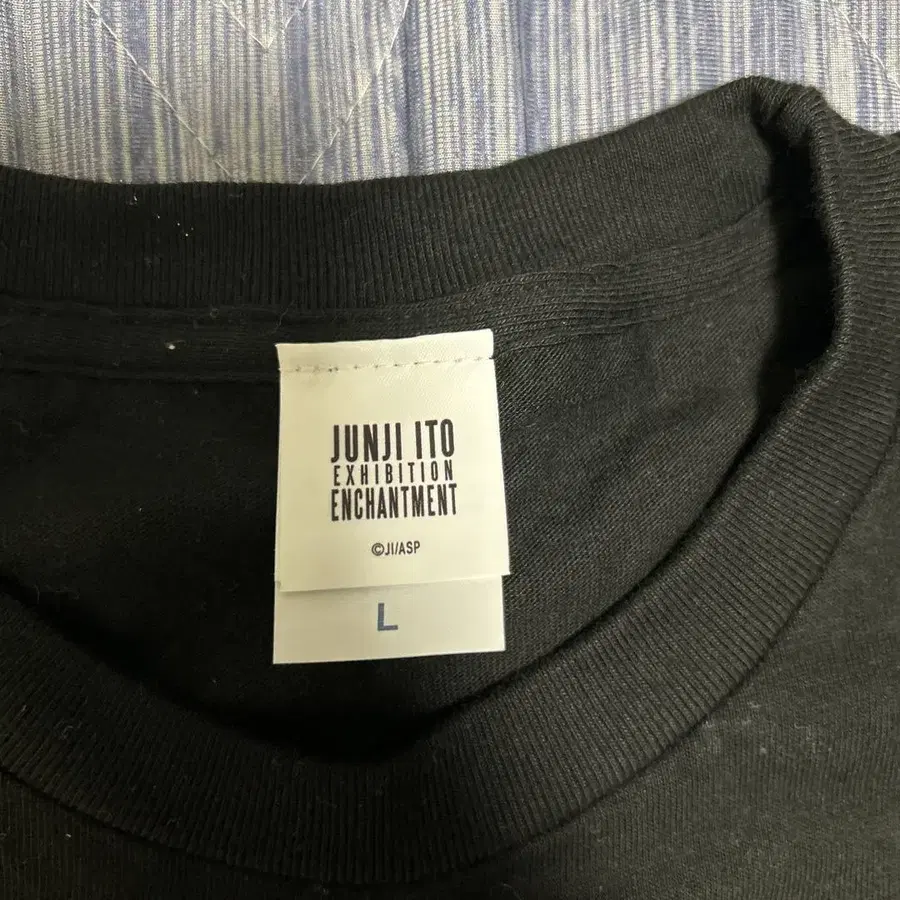 JUNJI ITO
EXHIBITION
ENCHANTMENT
©JI/ASP
L